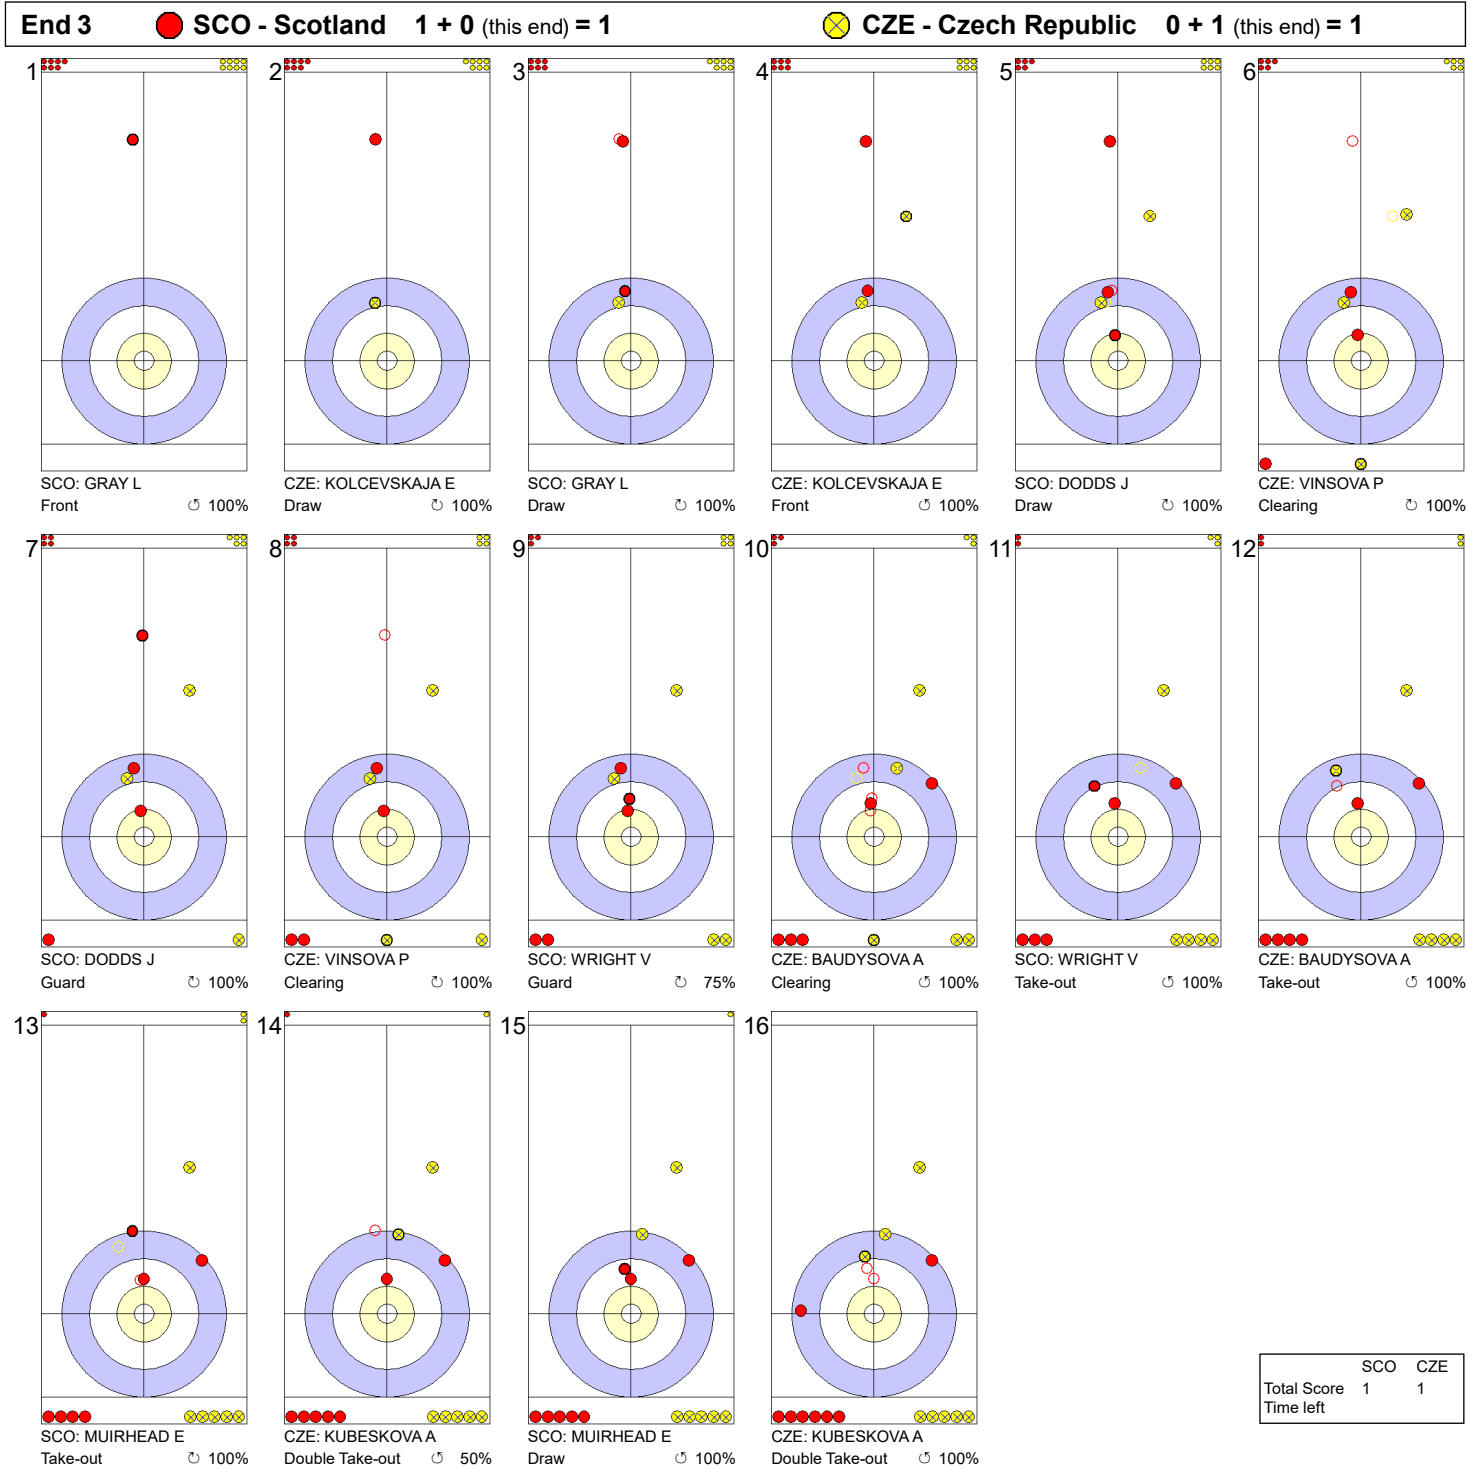 End 3 SCO - Scotland 1 + 0 (this end) = 1 CZE - Czech Republic 0 + 1 (this end) = 1
1 2 3 4 5 6
SCO: GRAY L CZE: KOLCEVSKAJA E SCO: GRAY L CZE: KOLCEVSKAJA E SCO: DODDS J CZE: VINSOVA P
Front ↻ 100% Draw ↺ 100% Draw ↻ 100% Front ↺ 100% Draw ↻ 100% Clearing ↺ 100%
7 8 9 10 11 12
SCO: DODDS J CZE: VINSOVA P SCO: WRIGHT V CZE: BAUDYSOVA A SCO: WRIGHT V CZE: BAUDYSOVA A
Guard ↻ 100% Clearing ↻ 100% Guard ↻ 75% Clearing ↺ 100% Take-out ↻ 100% Take-out ↺ 100%
13 14 15 16
SCO: MUIRHEAD E CZE: KUBESKOVA A SCO: MUIRHEAD E CZE: KUBESKOVA A
Take-out ↻ 100% Double Take-out ↺ 50% Draw ↺ 100% Double Take-out ↺ 100%
SCO CZE
Total Score 1 1
Time left